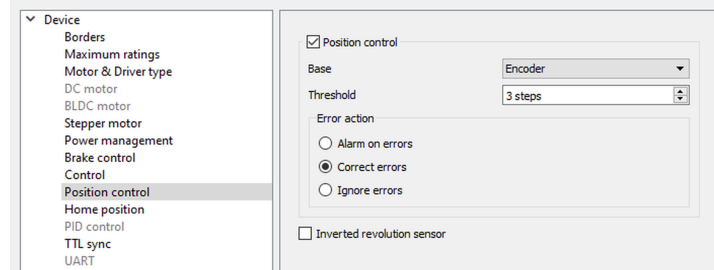 Device
Borders
Maximum ratings
Motor & Driver type
DC motor
BLDC motor
Stepper motor
Power management
Brake control
Control
Position control
Home position
PID control
TTL sync
UART
Position control
Base Encoder
Threshold 3 steps
Error action
Alarm on errors
Correct errors
Ignore errors
Inverted revolution sensor